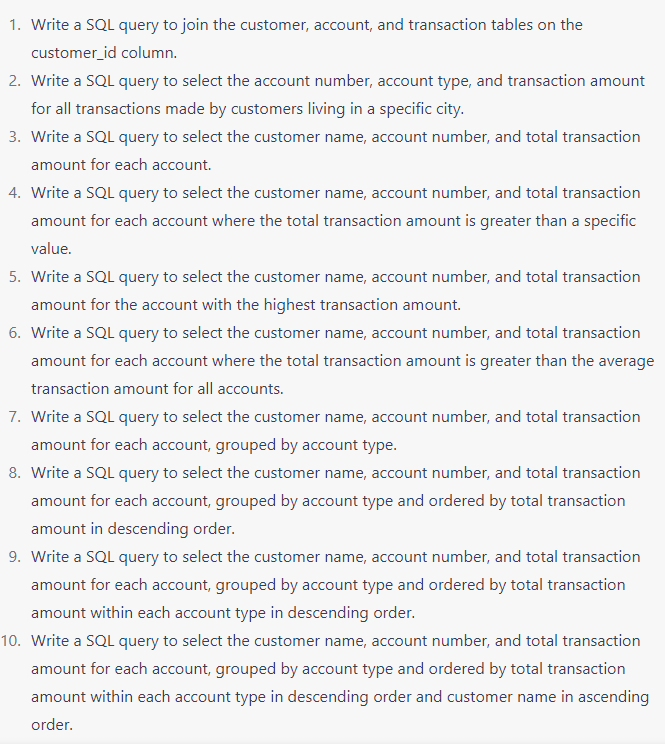 1. Write a SQL query to join the customer, account, and transaction tables on the
customer_id column.
2. Write a SQL query to select the account number, account type, and transaction amount
for all transactions made by customers living in a specific city.
3. Write a SQL query to select the customer name, account number, and total transaction
amount for each account.
4. Write a SQL query to select the customer name, account number, and total transaction
amount for each account where the total transaction amount is greater than a specific
value.
5. Write a SQL query to select the customer name, account number, and total transaction
amount for the account with the highest transaction amount.
6. Write a SQL query to select the customer name, account number, and total transaction
amount for each account where the total transaction amount is greater than the average
transaction amount for all accounts.
7. Write a SQL query to select the customer name, account number, and total transaction
amount for each account, grouped by account type.
8. Write a SQL query to select the customer name, account number, and total transaction
amount for each account, grouped by account type and ordered by total transaction
amount in descending order.
9. Write a SQL query to select the customer name, account number, and total transaction
amount for each account, grouped by account type and ordered by total transaction
amount within each account type in descending order.
10. Write a SQL query to select the customer name, account number, and total transaction
amount for each account, grouped by account type and ordered by total transaction
amount within each account type in descending order and customer name in ascending
order.